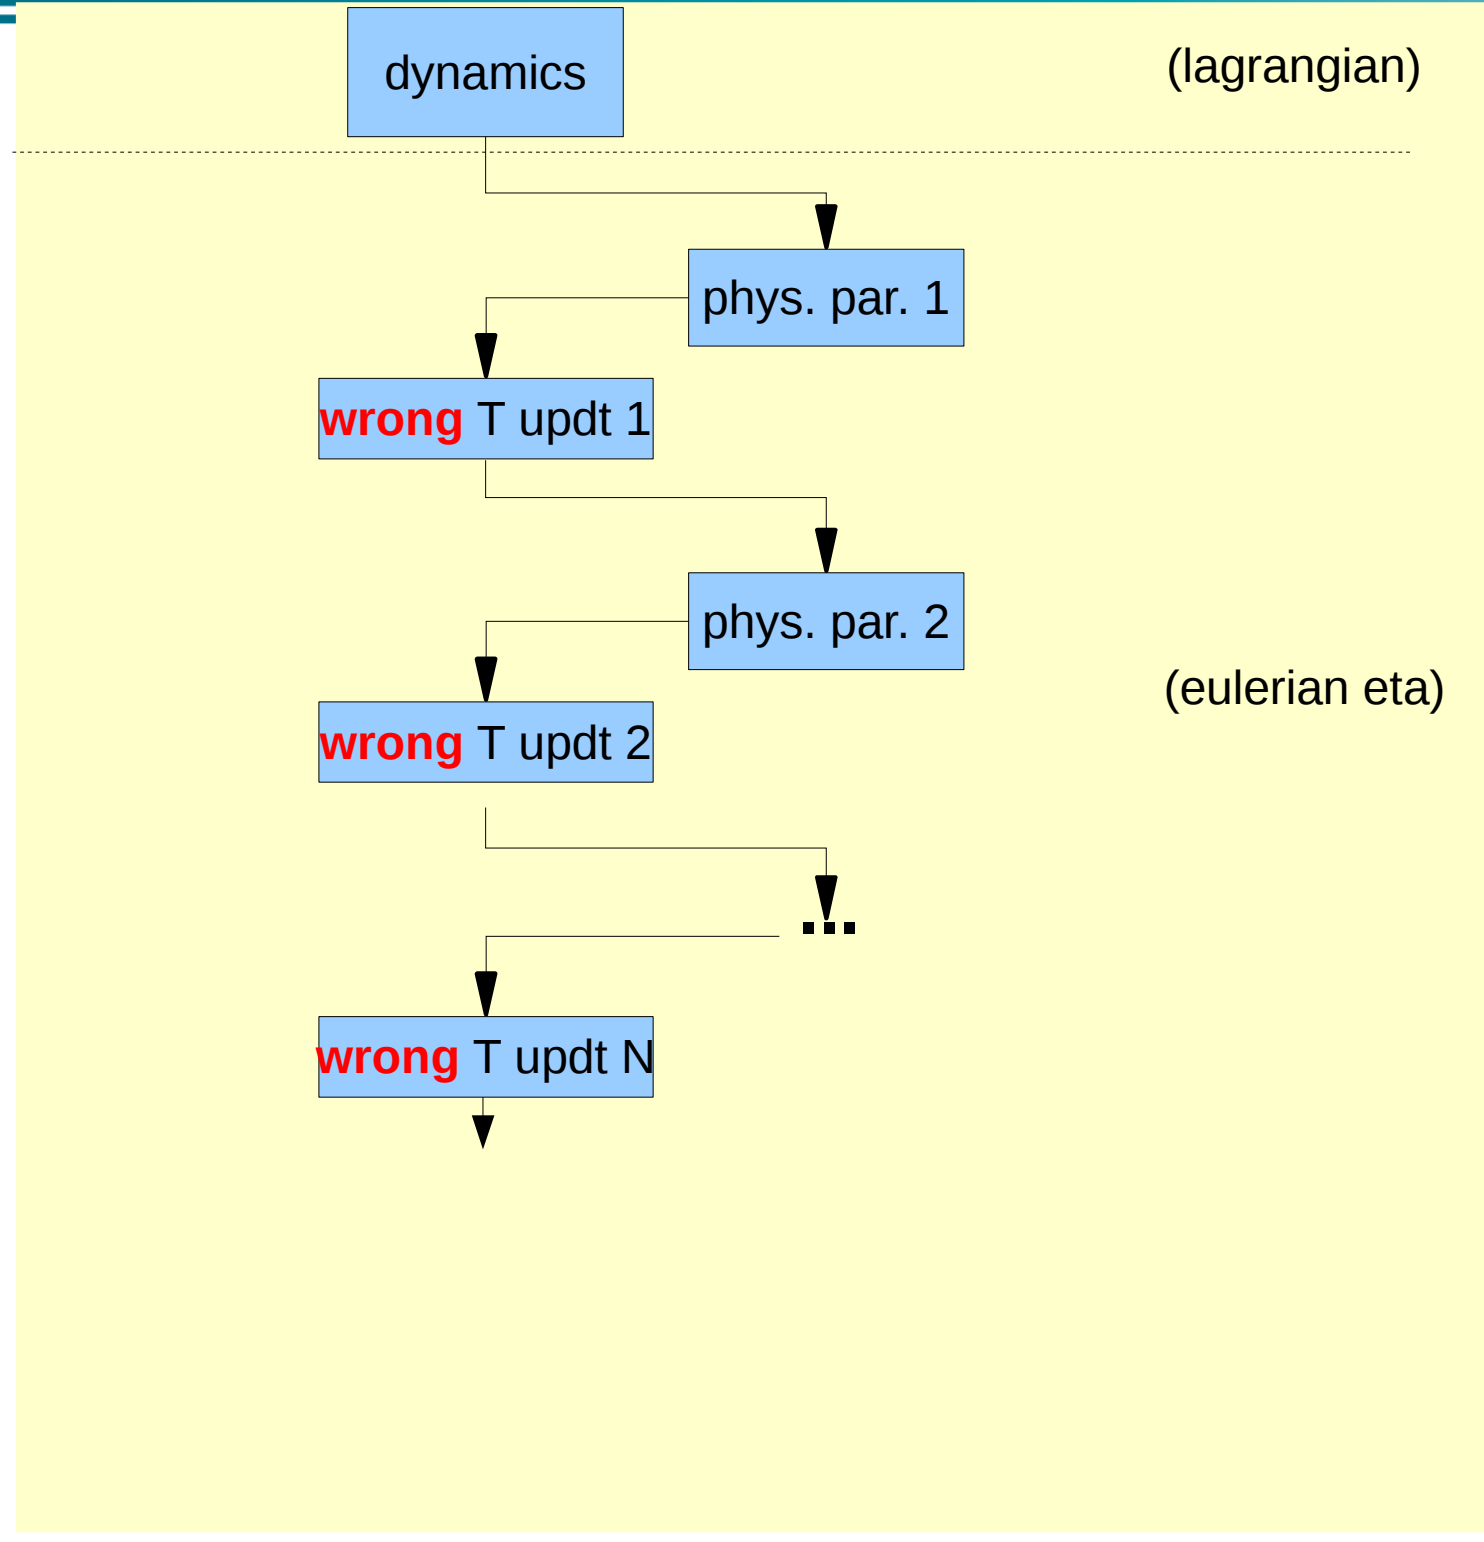 dynamics
(lagrangian)
phys. par. 1
wrong T updt 1
phys. par. 2
(eulerian eta)
wrong T updt 2
...
wrong T updt N